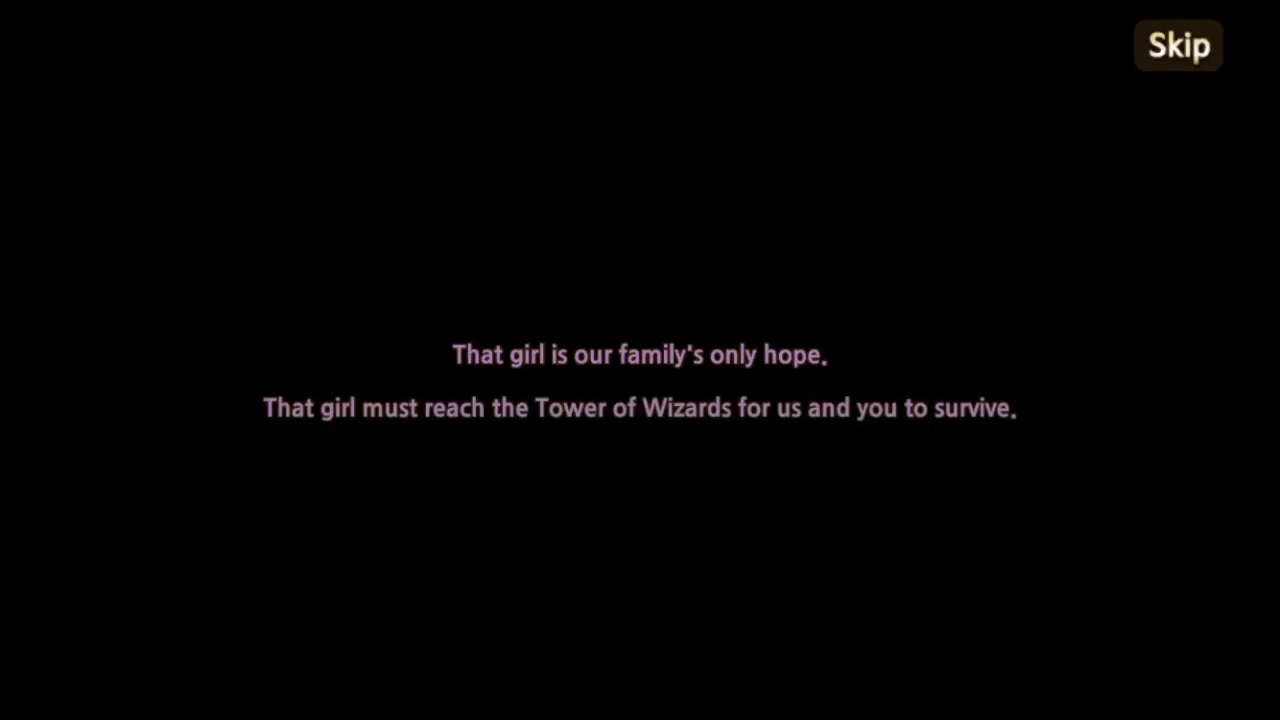 Skip
That girl is our family's only hope.
That girl must reach the Tower of Wizards for us and you to survive.